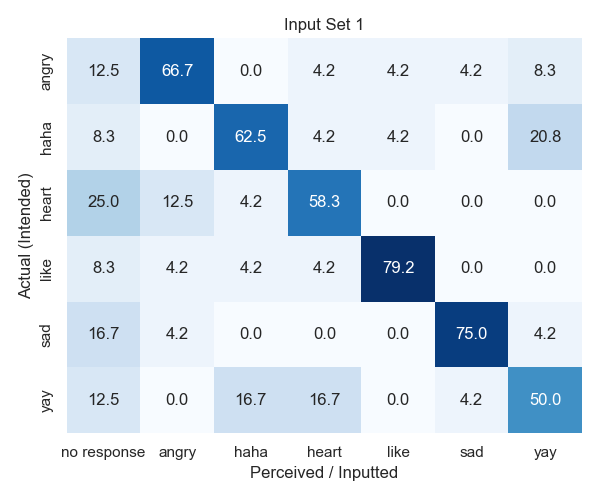 Input Set 1
Actual (Intended)
angry 12.5 66.7 0.0 4.2 4.2 4.2 8.3
haha 8.3 0.0 62.5 4.2 4.2 0.0 20.8
heart 25.0 12.5 4.2 58.3 0.0 0.0 0.0
like 8.3 4.2 4.2 4.2 79.2 0.0 0.0
sad 16.7 4.2 0.0 0.0 0.0 75.0 4.2
yay 12.5 0.0 16.7 16.7 0.0 4.2 50.0
no response angry haha heart like sad yay
Perceived / Inputted